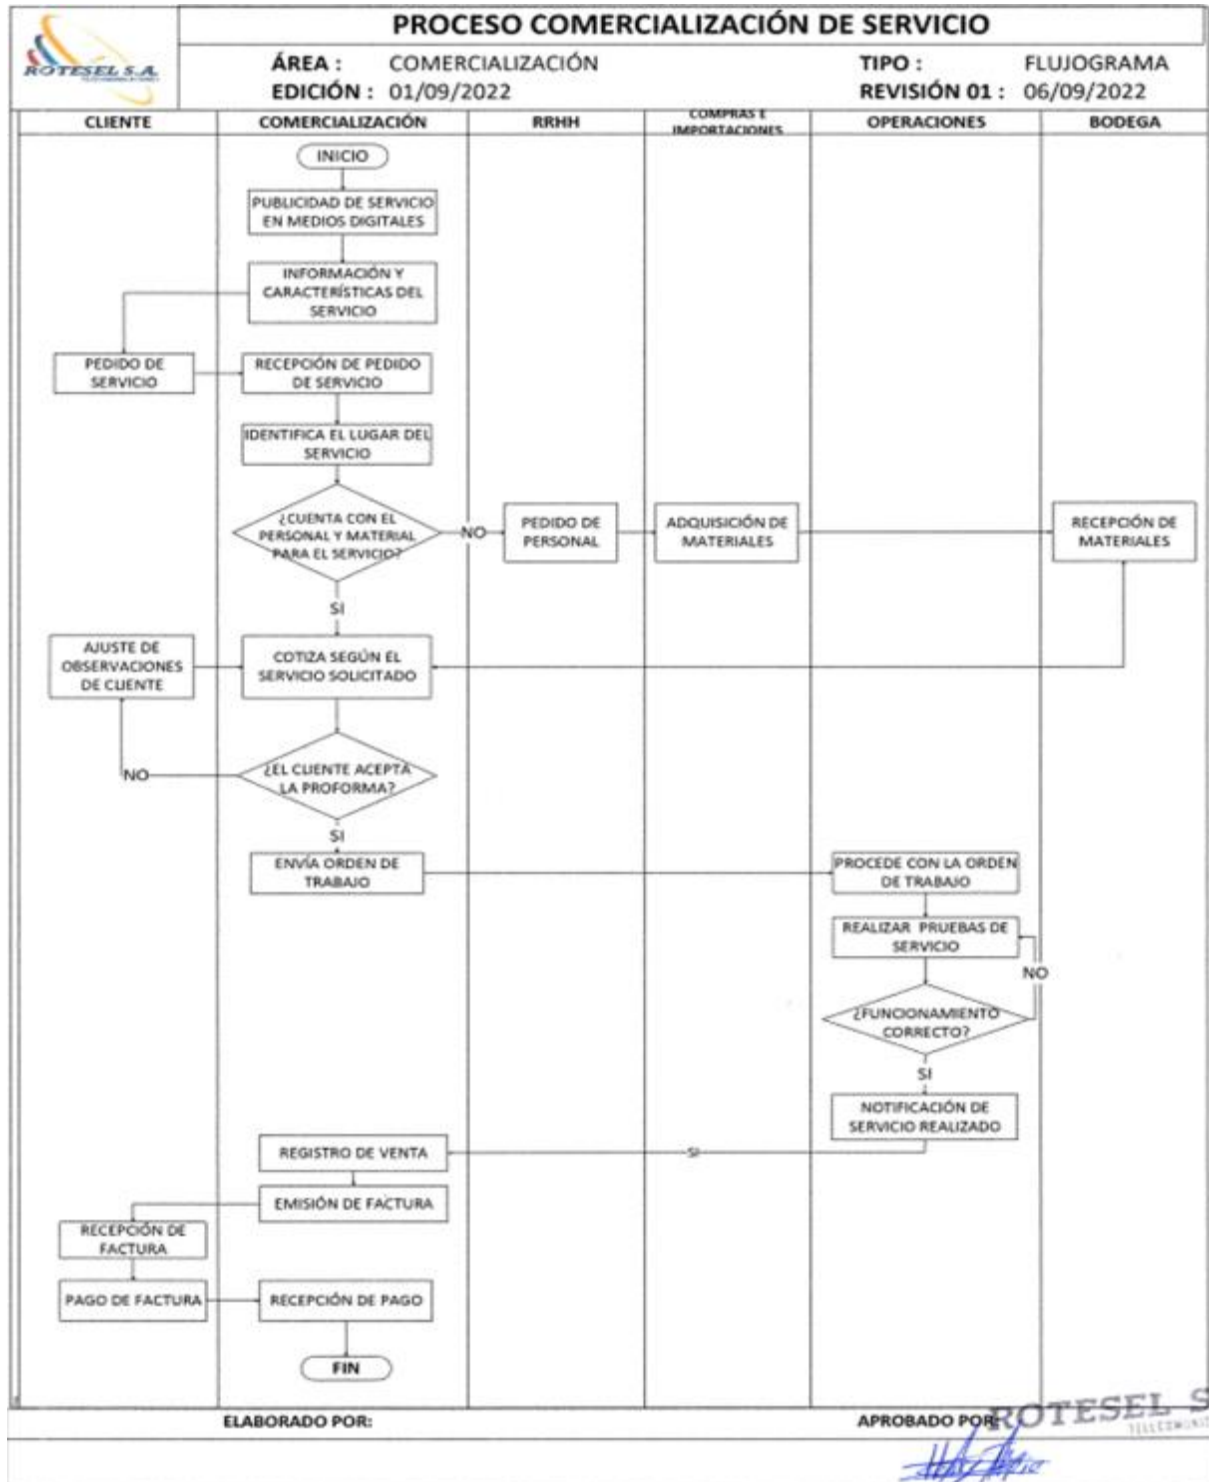 PROCESO COMERCIALIZACIÓN DE SERVICIO
ROTESEL S.A.
ÁREA : COMERCIALIZACIÓN TIPO : FLUJOGRAMA
EDICIÓN : 01/09/2022 REVISIÓN 01 : 06/09/2022
CLIENTE COMERCIALIZACIÓN RRHH COMPRAS E
IMPORTACIONES OPERACIONES BODEGA
INICIO
PUBLICIDAD DE SERVICIO
EN MEDIOS DIGITALES
INFORMACIÓN Y
CARACTERÍSTICAS DEL
SERVICIO
PEDIDO DE
SERVICIO
RECEPCIÓN DE PEDIDO
DE SERVICIO
IDENTIFICA EL LUGAR DEL
SERVICIO
¿CUENTA CON EL
PERSONAL Y MATERIAL
PARA EL SERVICIO?
NO
PEDIDO DE
PERSONAL
ADQUISICIÓN DE
MATERIALES
RECEPCIÓN DE
MATERIALES
SI
AJUSTE DE
OBSERVACIONES
DE CLIENTE
COTIZA SEGÚN EL
SERVICIO SOLICITADO
NO
¿EL CLIENTE ACEPTA
LA PROFORMA?
SI
ENVÍA ORDEN DE
TRABAJO
PROCEDE CON LA ORDEN
DE TRABAJO
REALIZAR PRUEBAS DE
SERVICIO
NO
¿FUNCIONAMIENTO
CORRECTO?
SI
NOTIFICACIÓN DE
SERVICIO REALIZADO
SI
REGISTRO DE VENTA
EMISIÓN DE FACTURA
RECEPCIÓN DE
FACTURA
PAGO DE FACTURA
RECEPCIÓN DE PAGO
FIN
ELABORADO POR: APROBADO POR:
ROTESEL S